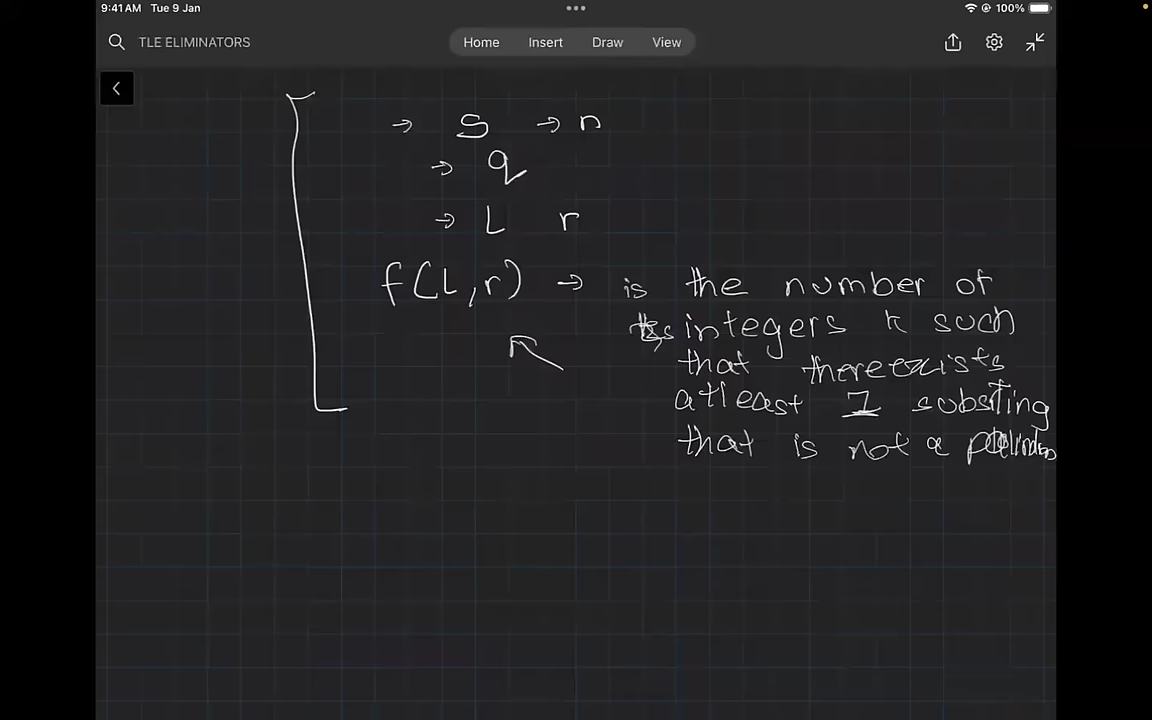 9:41 AM Tue 9 Jan
100%
TLE ELIMINATORS
Home Insert Draw View
→ S → n
→ q
→ L r
f(L,r) → is the number of
integers k such
that there exists
atleast 1 substring
that is not a